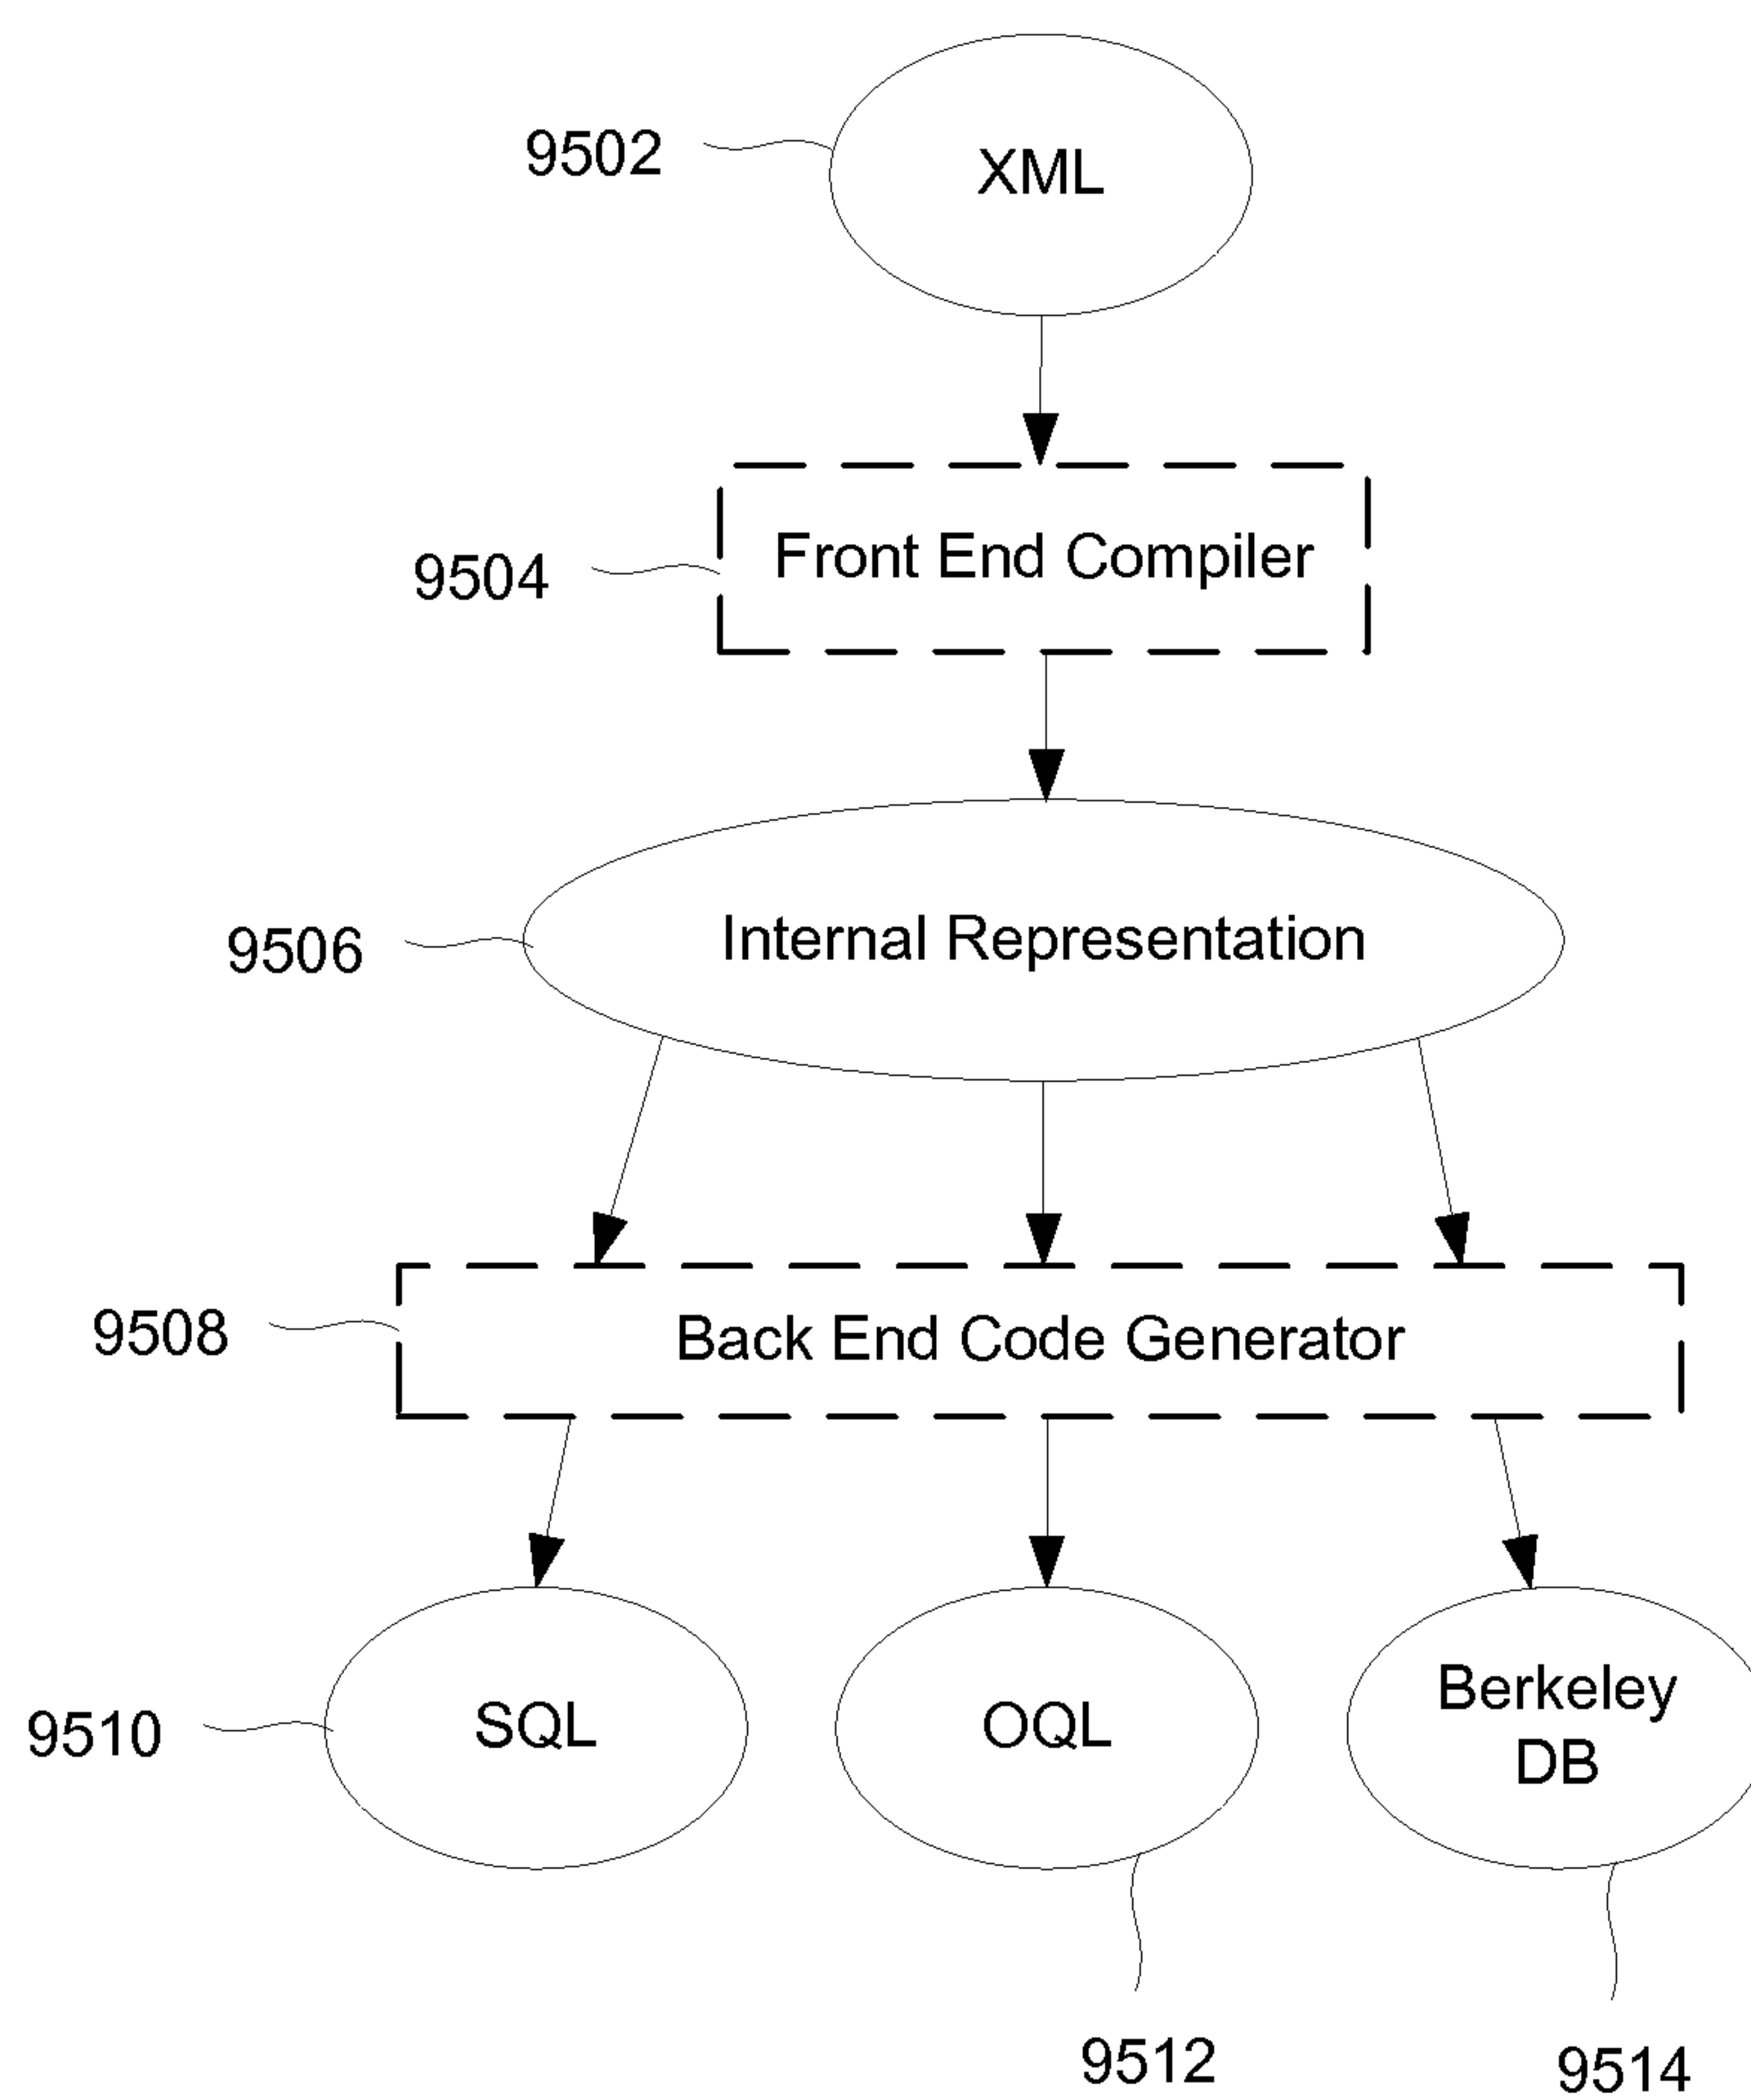 9502
XML
9504
Front End Compiler
9506
Internal Representation
9508
Back End Code Generator
9510
SQL
OQL
Berkeley
DB
9512
9514